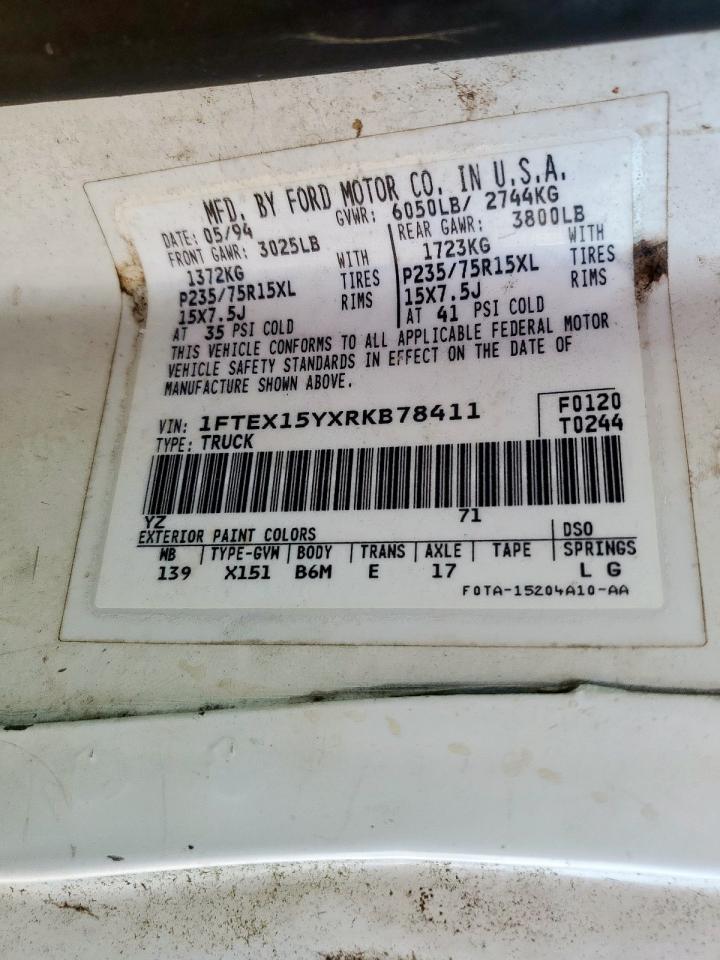 MFD. BY FORD MOTOR CO. IN U.S.A.
DATE: 05/94 GVWR: 6050LB/ 2744KG
FRONT GAWR: 3025LB REAR GAWR: 3800LB
1372KG WITH 1723KG WITH
P235/75R15XL TIRES P235/75R15XL TIRES
15X7.5J RIMS 15X7.5J RIMS
AT 35 PSI COLD AT 41 PSI COLD
THIS VEHICLE CONFORMS TO ALL APPLICABLE FEDERAL MOTOR
VEHICLE SAFETY STANDARDS IN EFFECT ON THE DATE OF
MANUFACTURE SHOWN ABOVE.
VIN: 1FTEX15YXRKB78411 F0120
TYPE: TRUCK T0244
YZ 71
EXTERIOR PAINT COLORS DSO
WB TYPE-GVW BODY TRANS AXLE TAPE SPRINGS
139 X151 B6M E 17 L G
F0TA-15204A10-AA